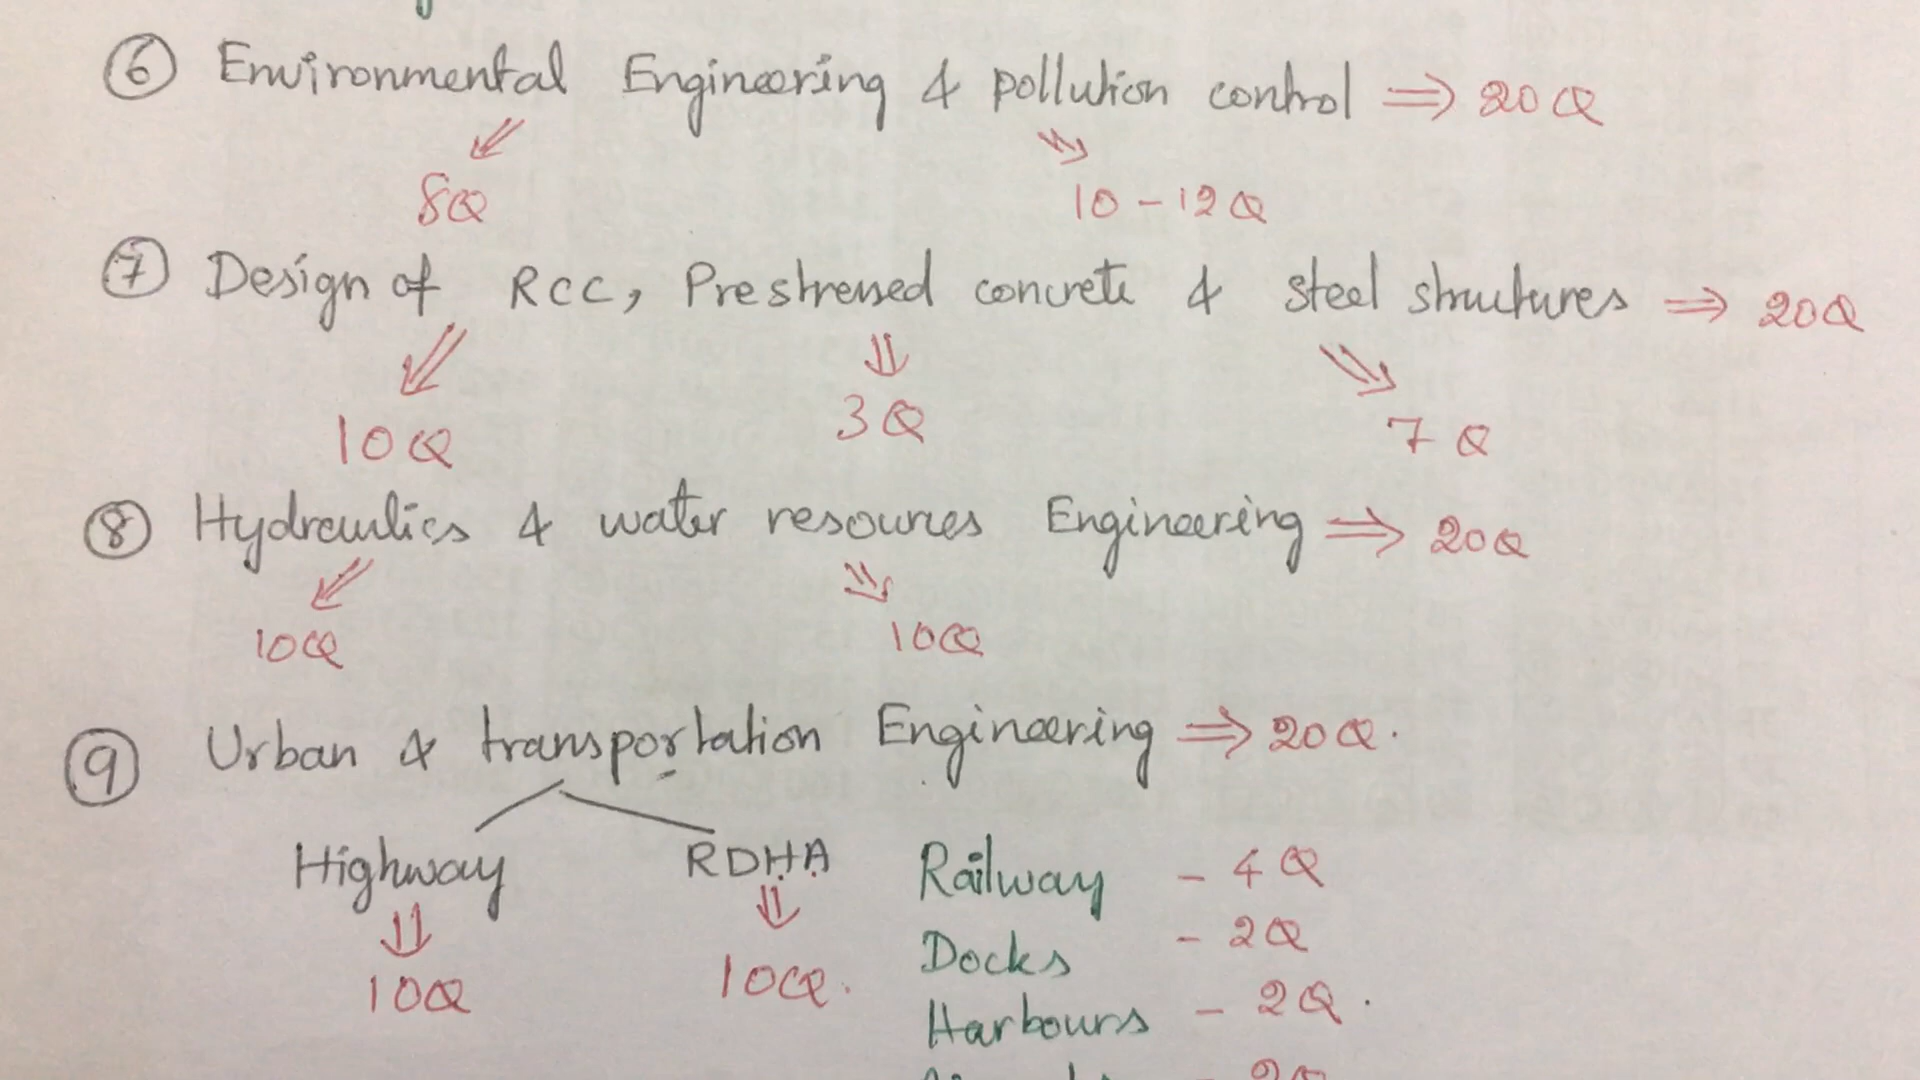 6 Environmental Engineering & pollution control ⇒ 20Q
8Q 10 - 12Q
7 Design of RCC, Prestressed concrete & steel structures ⇒ 20Q
10Q 3Q 7Q
8 Hydraulics & water resources Engineering ⇒ 20Q
10Q 10Q
9 Urban & transportation Engineering ⇒ 20Q.
Highway RDHA Railway - 4Q
10Q 10Q. Docks - 2Q
Harbours - 2Q.